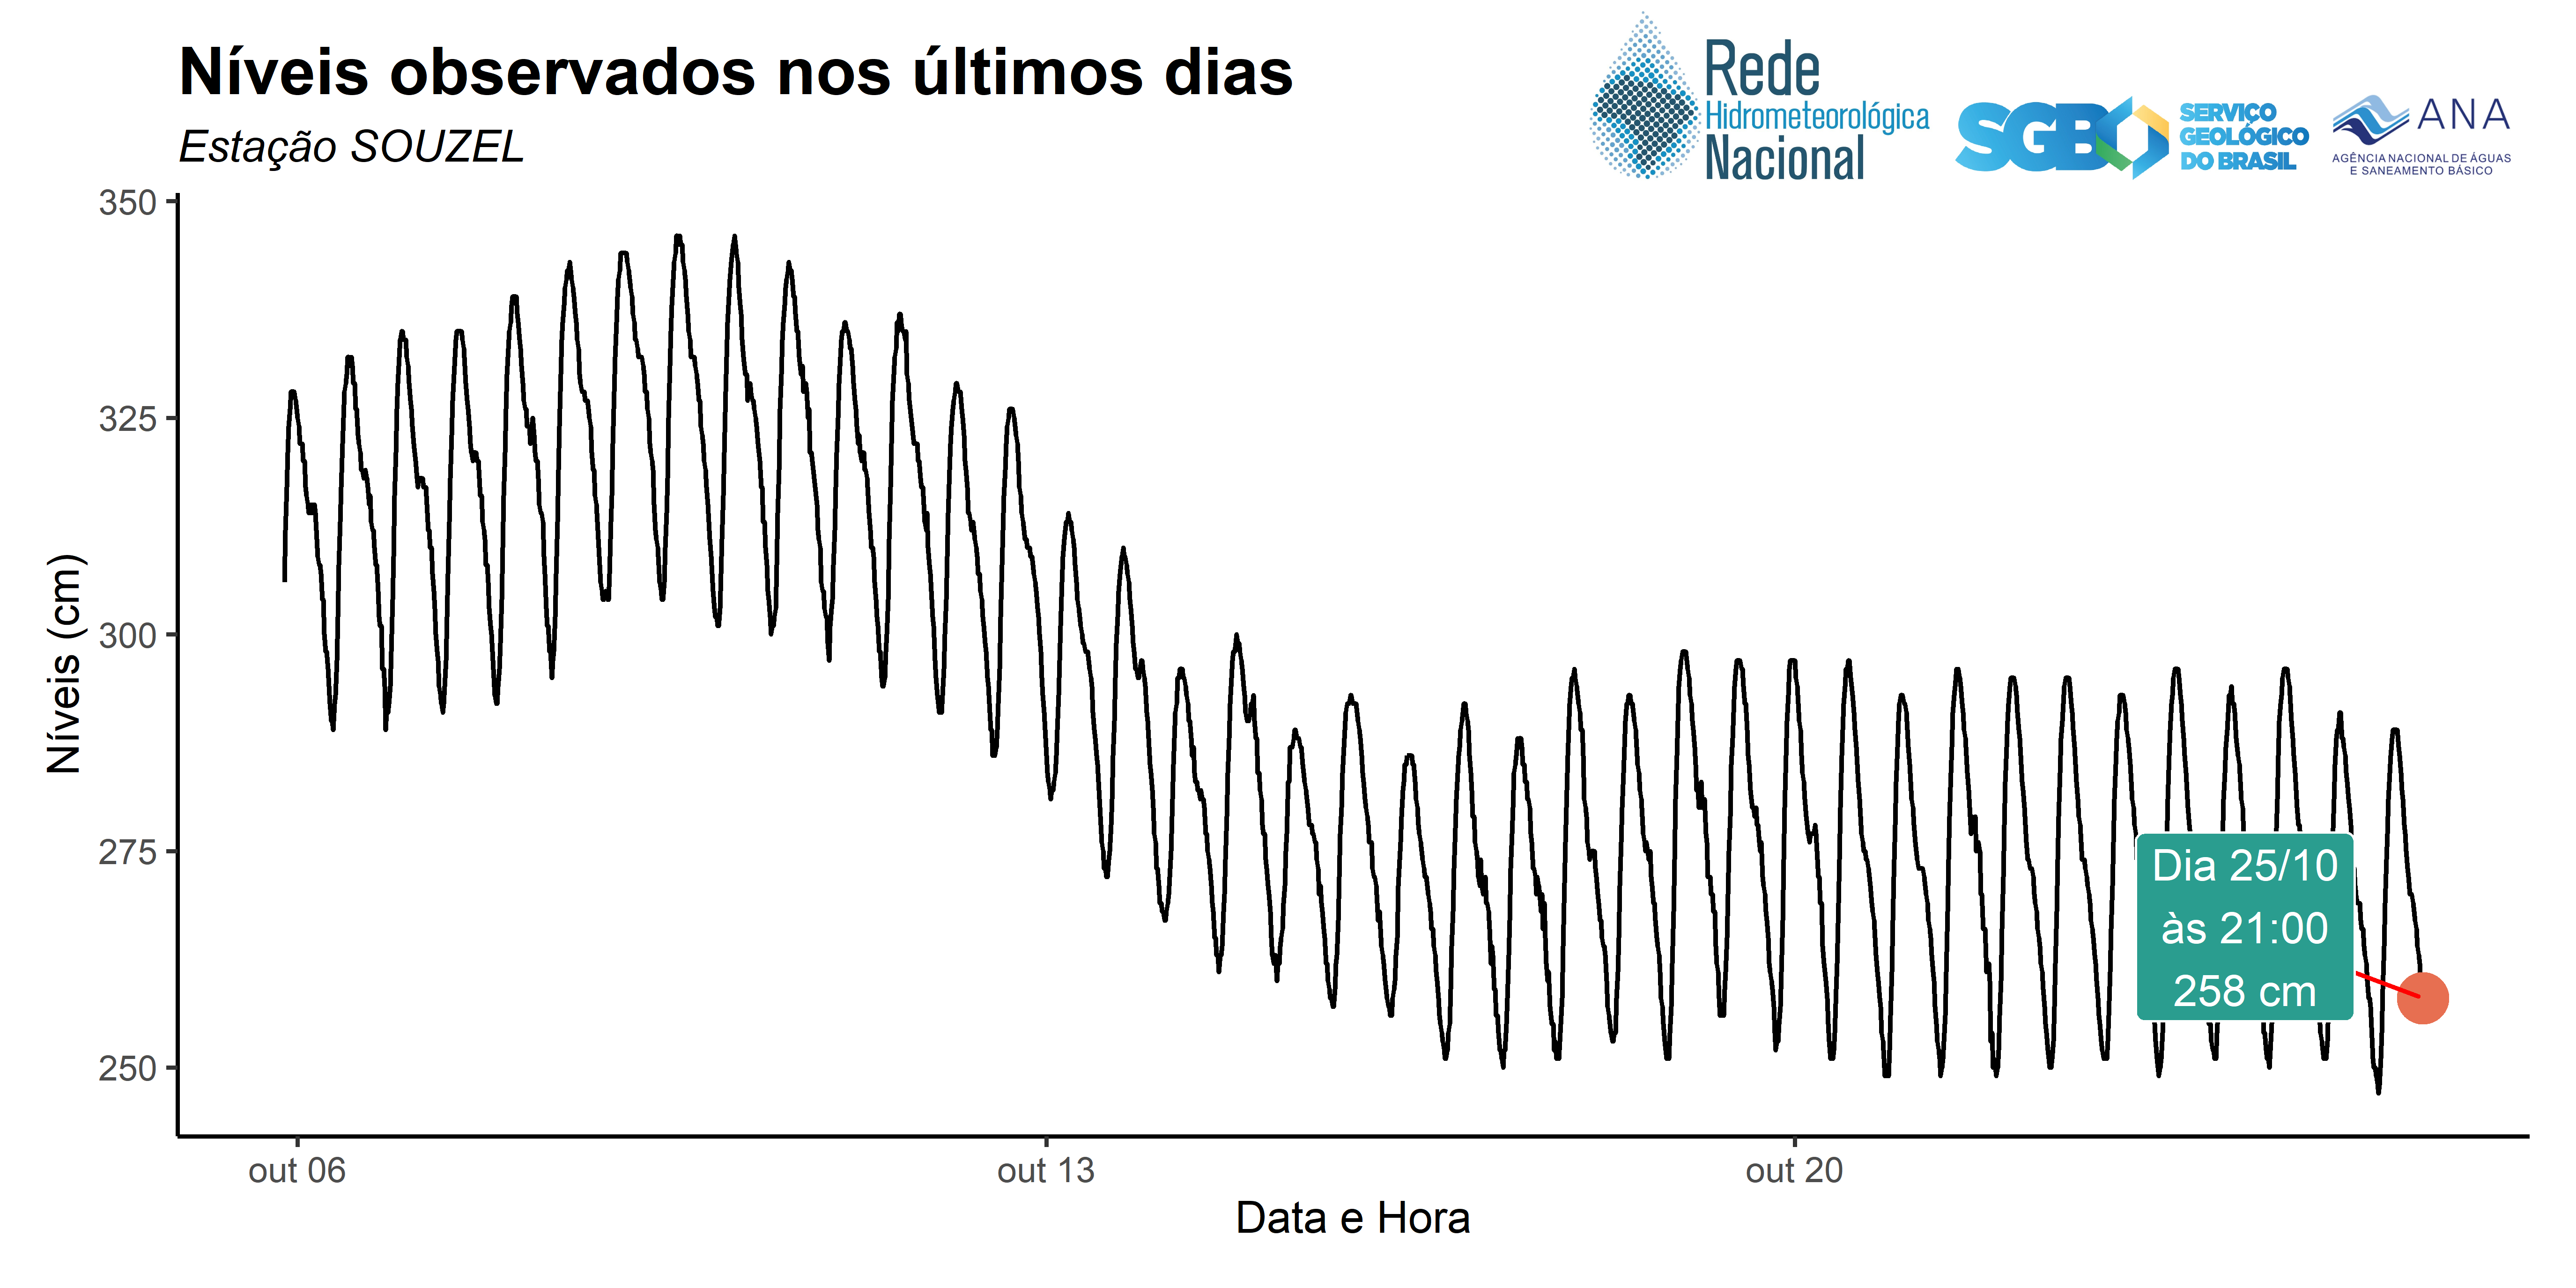 Níveis observados nos últimos dias
Estação SOUZEL
Rede
Hidrometeorológica
Nacional
SGB
SERVIÇO
GEOLÓGICO
DO BRASIL
ANA
AGÊNCIA NACIONAL DE ÁGUAS
E SANEAMENTO BÁSICO
350
325
300
275
250
Níveis (cm)
Dia 25/10
às 21:00
258 cm
out 06
out 13
out 20
Data e Hora